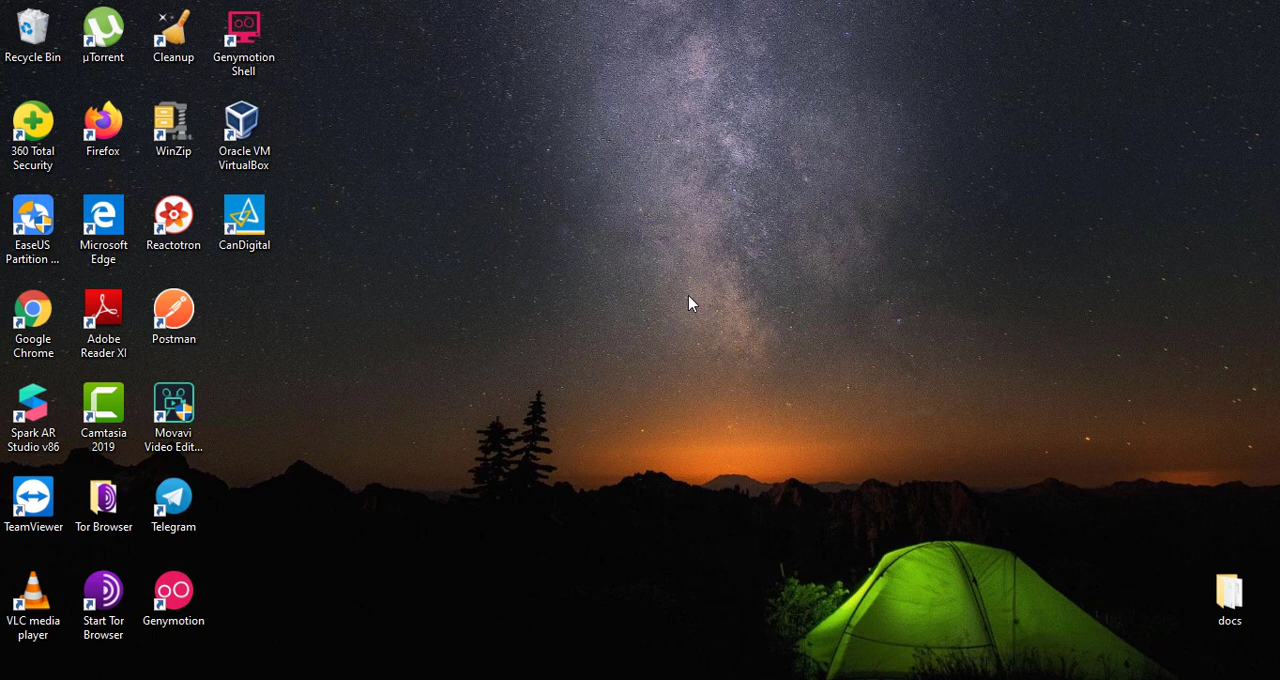 Recycle Bin
µTorrent
Cleanup
Genymotion
Shell
360 Total
Security
Firefox
WinZip
Oracle VM
VirtualBox
EaseUS
Partition ...
Microsoft
Edge
Reactotron
CanDigital
Google
Chrome
Adobe
Reader XI
Postman
Spark AR
Studio v86
Camtasia
2019
Movavi
Video Edit...
TeamViewer
Tor Browser
Telegram
VLC media
player
Start Tor
Browser
Genymotion
docs